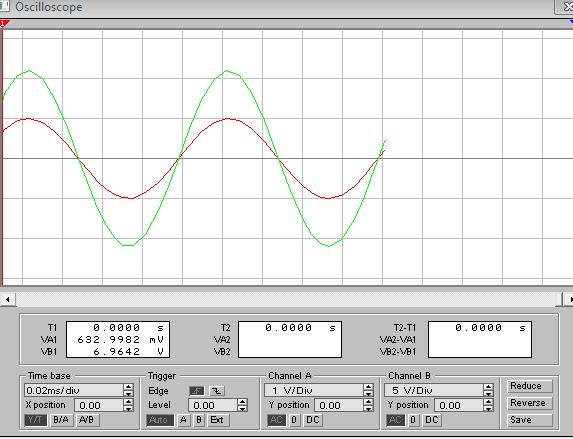 Oscilloscope
1
T1 0.0000 s T2 0.0000 s T2-T1 0.0000 s
VA1 632.9982 mV VA2 VA2-VA1
VB1 6.9642 V VB2 VB2-VB1
Time base Trigger Channel A Channel B
0.02ms/div Edge 1 V/Div 5 V/Div Reduce
X position 0.00 Level 0.00 Y position 0.00 Y position 0.00 Reverse
Y/T B/A A/B Auto A B Ext AC 0 DC AC 0 DC Save